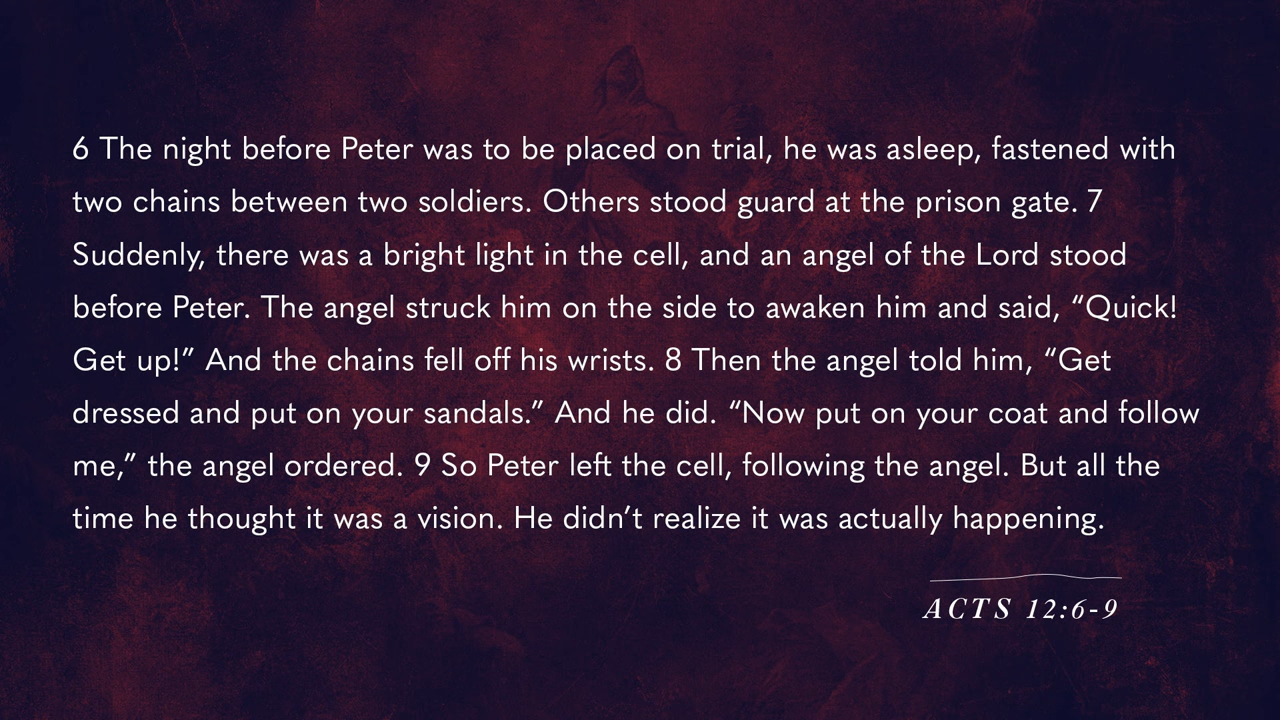 6 The night before Peter was to be placed on trial, he was asleep, fastened with
two chains between two soldiers. Others stood guard at the prison gate. 7
Suddenly, there was a bright light in the cell, and an angel of the Lord stood
before Peter. The angel struck him on the side to awaken him and said, “Quick!
Get up!” And the chains fell off his wrists. 8 Then the angel told him, “Get
dressed and put on your sandals.” And he did. “Now put on your coat and follow
me,” the angel ordered. 9 So Peter left the cell, following the angel. But all the
time he thought it was a vision. He didn’t realize it was actually happening.
ACTS 12:6-9